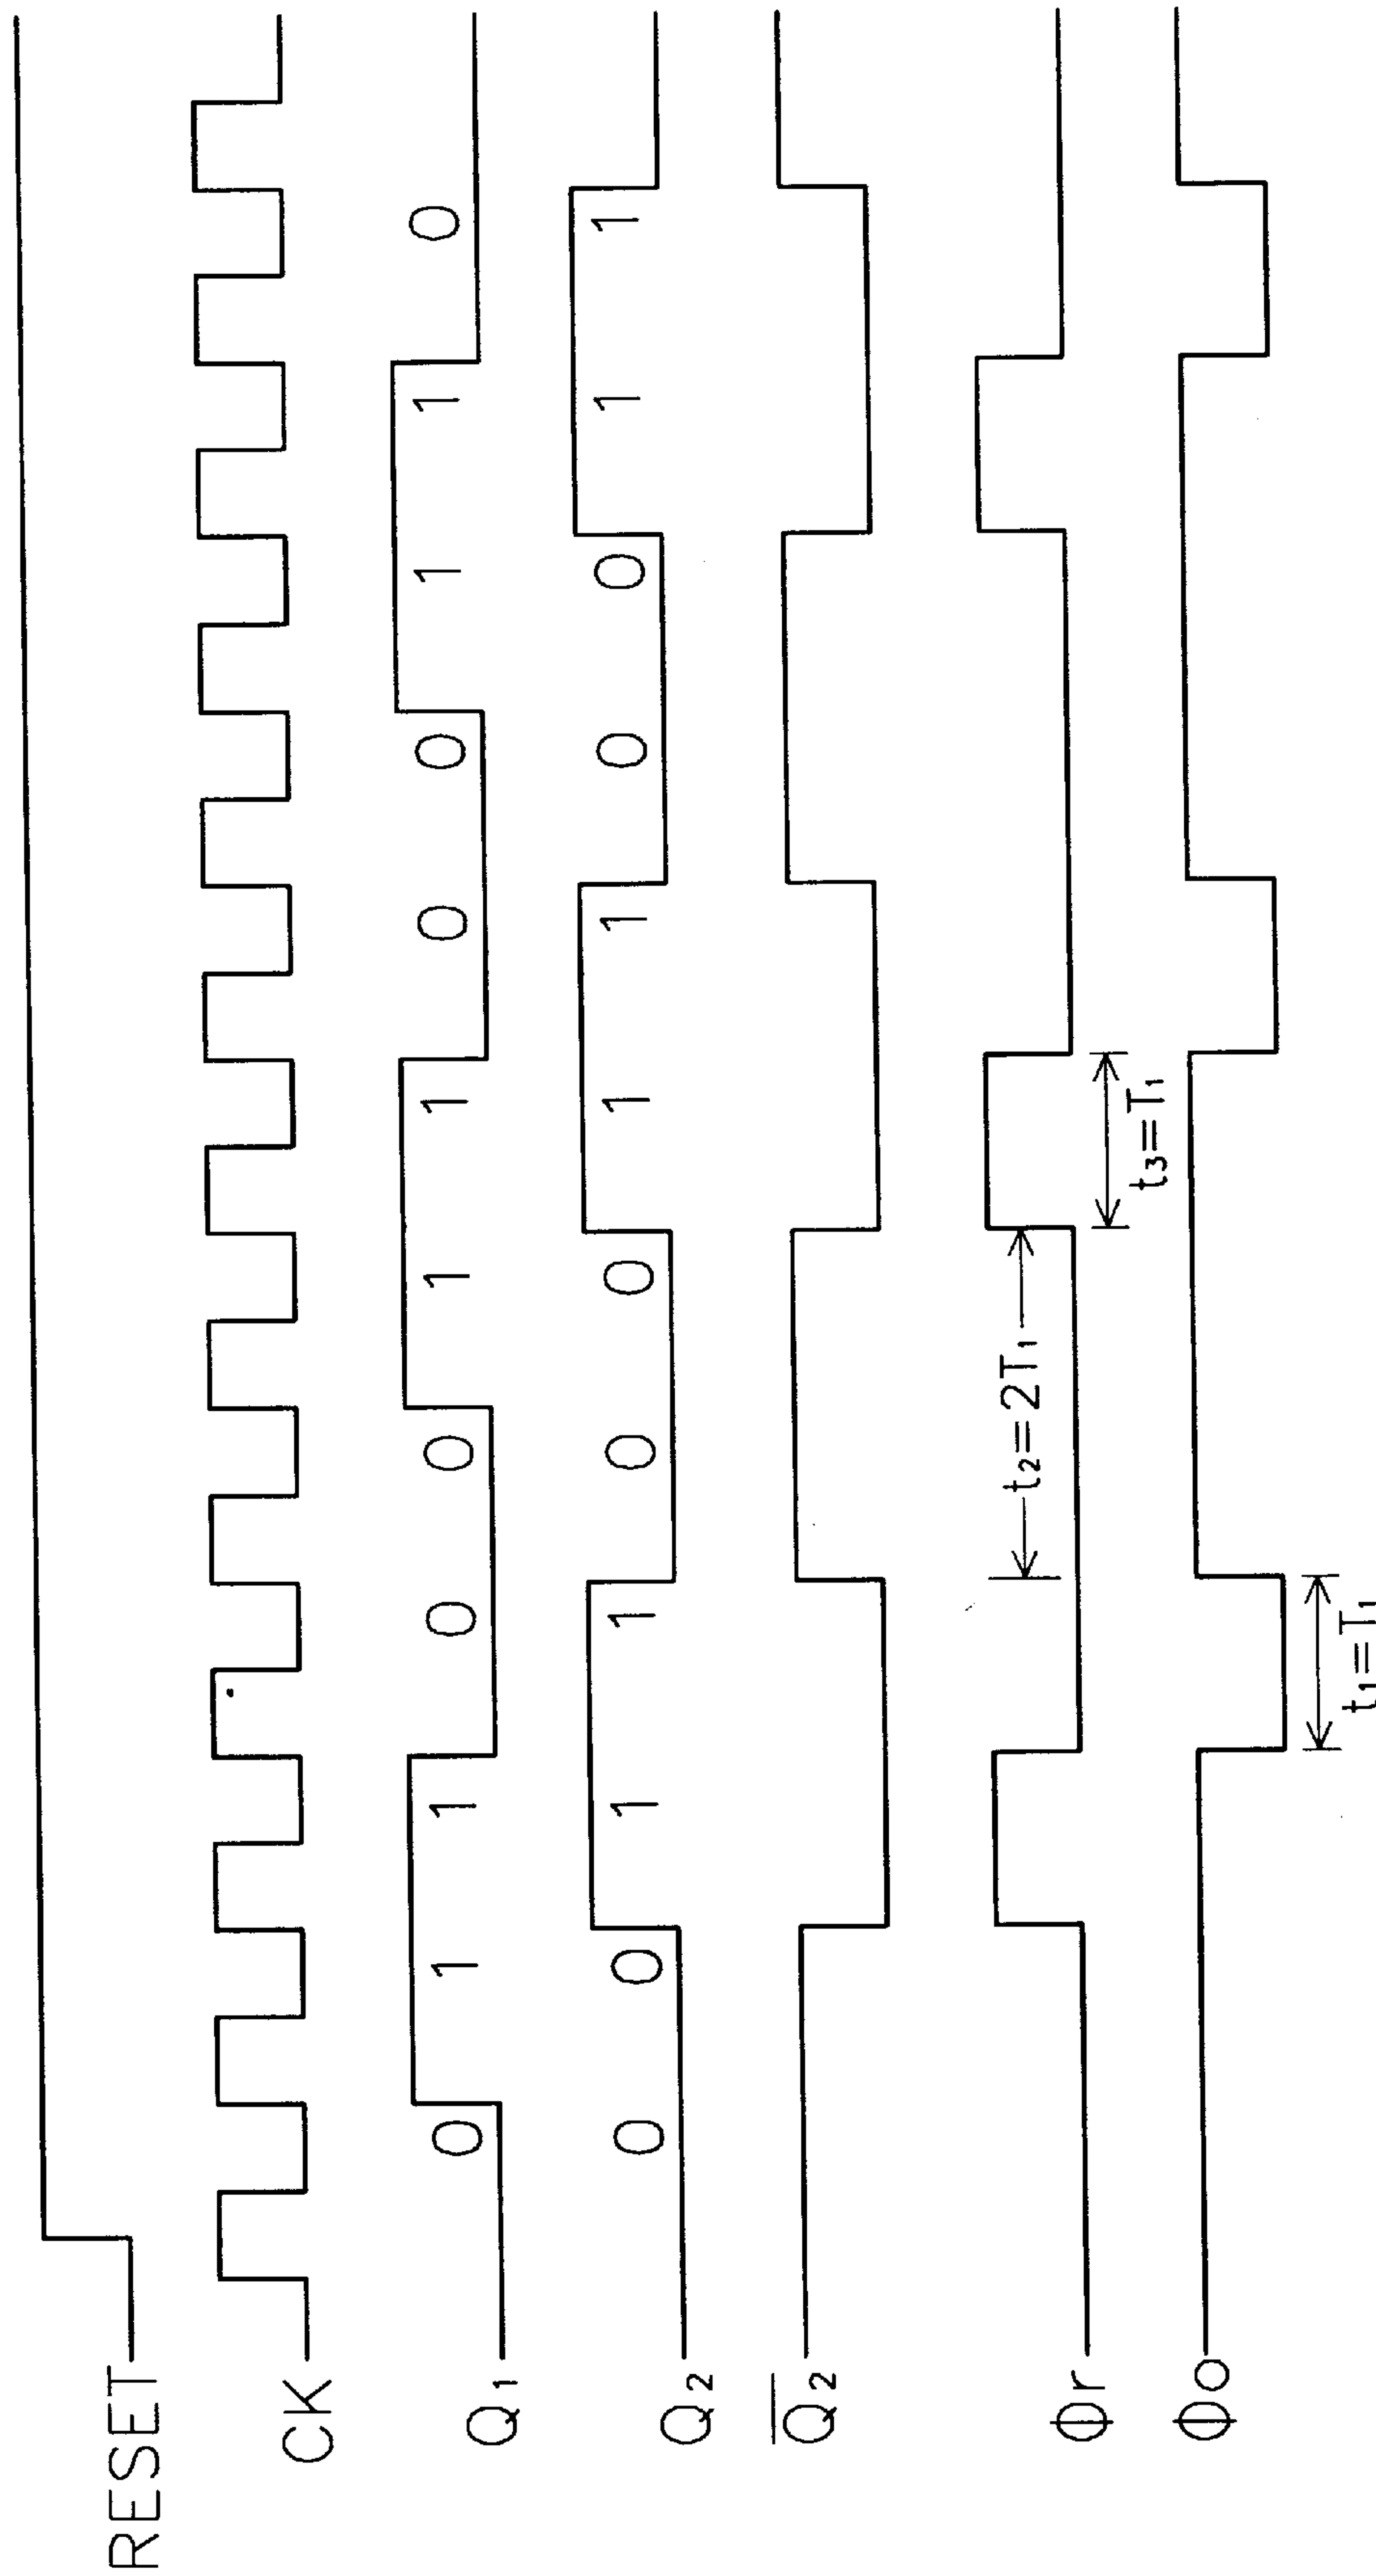 RESET
CK
Q₁ 0 1 1 0 0 1 1 0 0 1 1 0
Q₂ 0 0 1 1 0 0 1 1 0 0 1 1
Q̅₂
Φr
t₂=2T₁
t₃=T₁
Φo
t₁=T₁